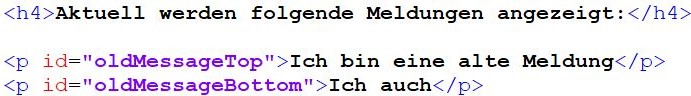 <h4>Aktuell werden folgende Meldungen angezeigt:</h4>
<p id="oldMessageTop">Ich bin eine alte Meldung</p>
<p id="oldMessageBottom">Ich auch</p>